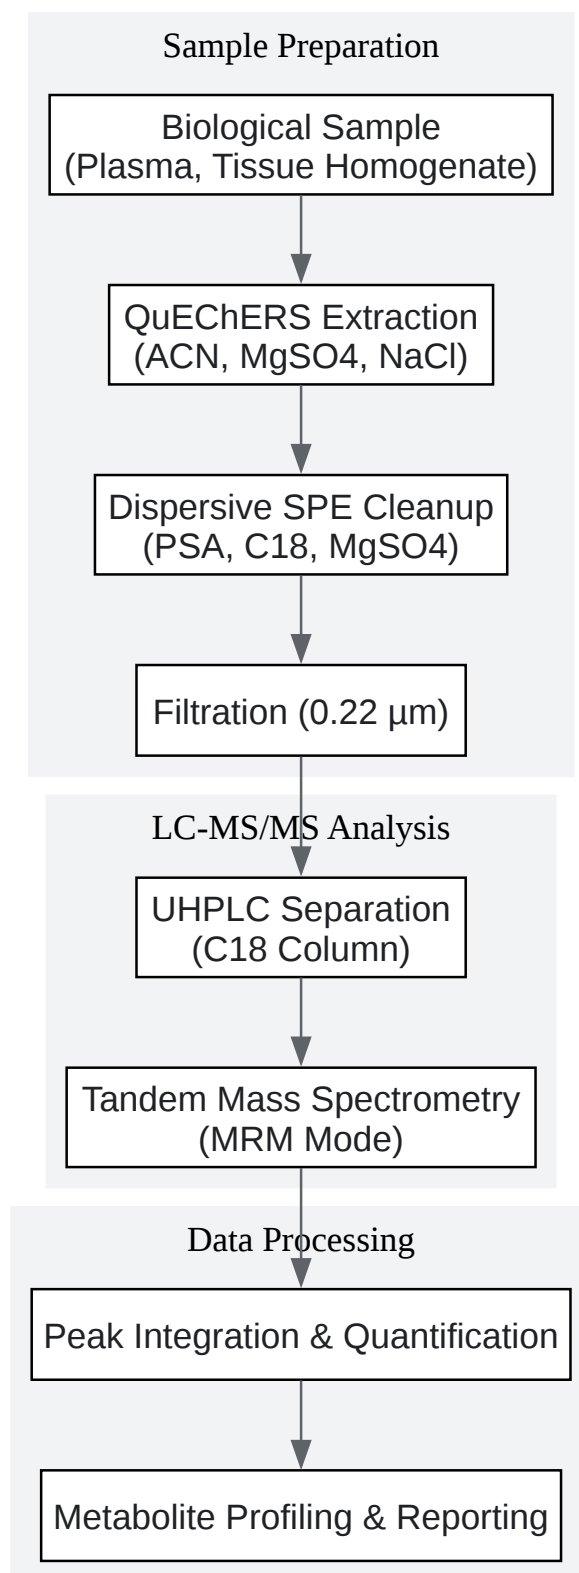 Sample Preparation
Biological Sample
(Plasma, Tissue Homogenate)
QuEChERS Extraction
(ACN, MgSO4, NaCl)
Dispersive SPE Cleanup
(PSA, C18, MgSO4)
Filtration (0.22 µm)
LC-MS/MS Analysis
UHPLC Separation
(C18 Column)
Tandem Mass Spectrometry
(MRM Mode)
Data Processing
Peak Integration & Quantification
Metabolite Profiling & Reporting